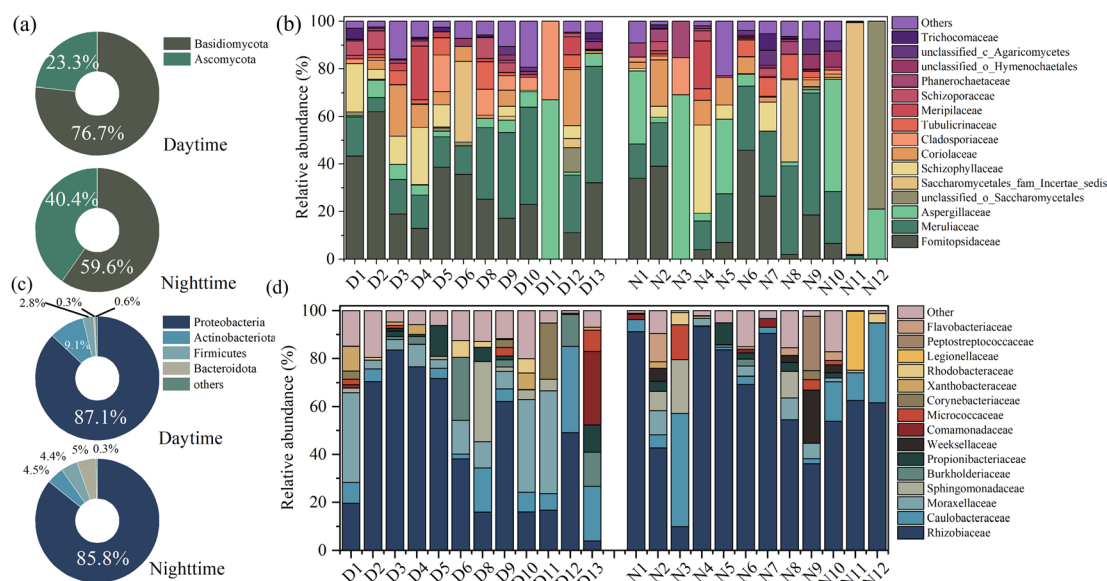 (a)
Basidiomycota
Ascomycota
23.3%
76.7%
Daytime
40.4%
59.6%
Nighttime
(b)
Relative abundance (%)
100
80
60
40
20
0
D1 D2 D3 D4 D5 D6 D8 D9 D10 D11 D12 D13 N1 N2 N3 N4 N5 N6 N7 N8 N9 N10 N11 N12
Others
Trichocomaceae
unclassified_c_Agaricomycetes
unclassified_o_Hymenochaetales
Phanerochaetaceae
Schizoporaceae
Meripilaceae
Tubulicrinaceae
Cladosporiaceae
Coriolaceae
Schizophyllaceae
Saccharomycetales_fam_Incertae_sedis
unclassified_o_Saccharomycetales
Aspergillaceae
Meruliaceae
Fomitopsidaceae
(c)
2.8% 0.3% 0.6%
9.1%
87.1%
Proteobacteria
Actinobacteriota
Firmicutes
Bacteroidota
others
Daytime
4.5% 4.4% 5% 0.3%
85.8%
Nighttime
(d)
Relative abundance (%)
100
80
60
40
20
0
D1 D2 D3 D4 D5 D6 D8 D9 D10 D11 D12 D13 N1 N2 N3 N4 N5 N6 N7 N8 N9 N10 N11 N12
Other
Flavobacteriaceae
Peptostreptococcaceae
Legionellaceae
Rhodobacteraceae
Xanthobacteraceae
Corynebacteriaceae
Micrococcaceae
Comamonadaceae
Weeksellaceae
Propionibacteriaceae
Burkholderiaceae
Sphingomonadaceae
Moraxellaceae
Caulobacteraceae
Rhizobiaceae